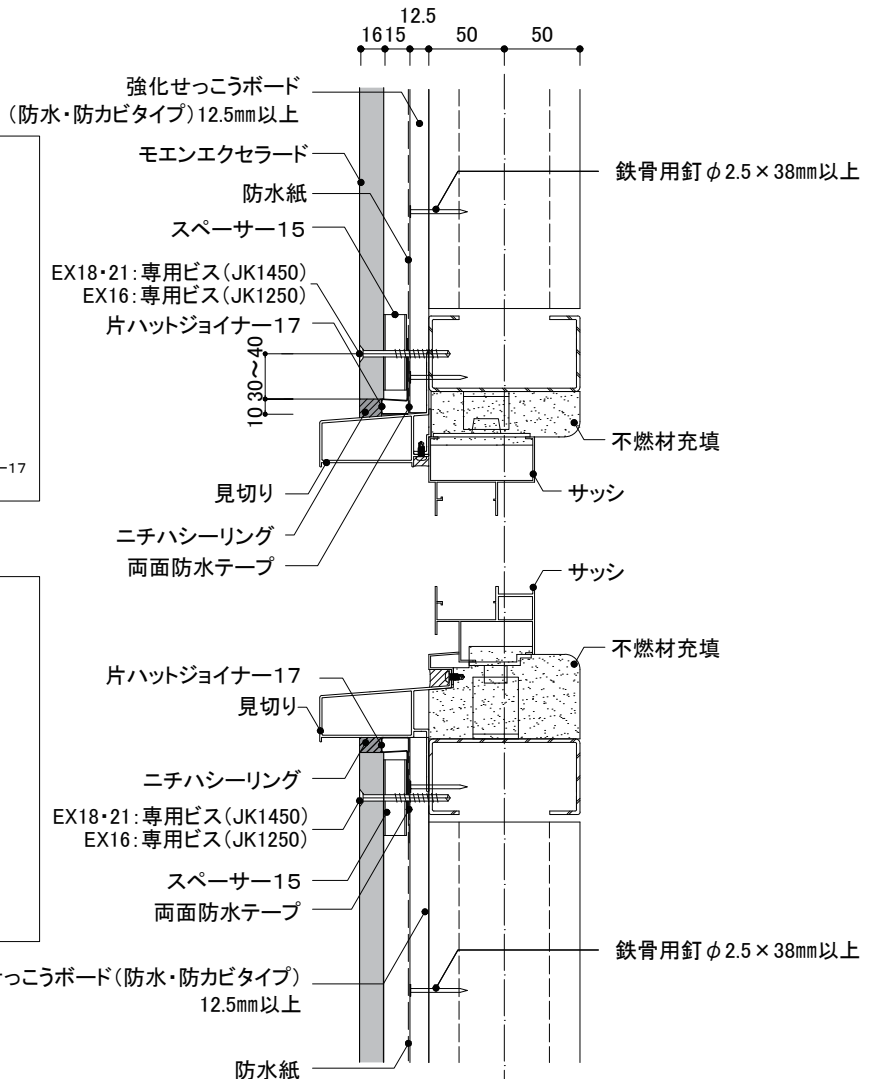 12.5
16 15 50 50
強化せっこうボード
（防水・防カビタイプ）12.5mm以上
モエンエクセラード
鉄骨用釘φ2.5×38mm以上
防水紙
スペーサー15
EX18・21：専用ビス（JK1450）
EX16：専用ビス（JK1250）
片ハットジョイナー17
10 30～40
不燃材充填
-17
見切り
サッシ
ニチハシーリング
両面防水テープ
サッシ
不燃材充填
片ハットジョイナー17
見切り
ニチハシーリング
EX18・21：専用ビス（JK1450）
EX16：専用ビス（JK1250）
スペーサー15
両面防水テープ
鉄骨用釘φ2.5×38mm以上
せっこうボード（防水・防カビタイプ）
12.5mm以上
防水紙